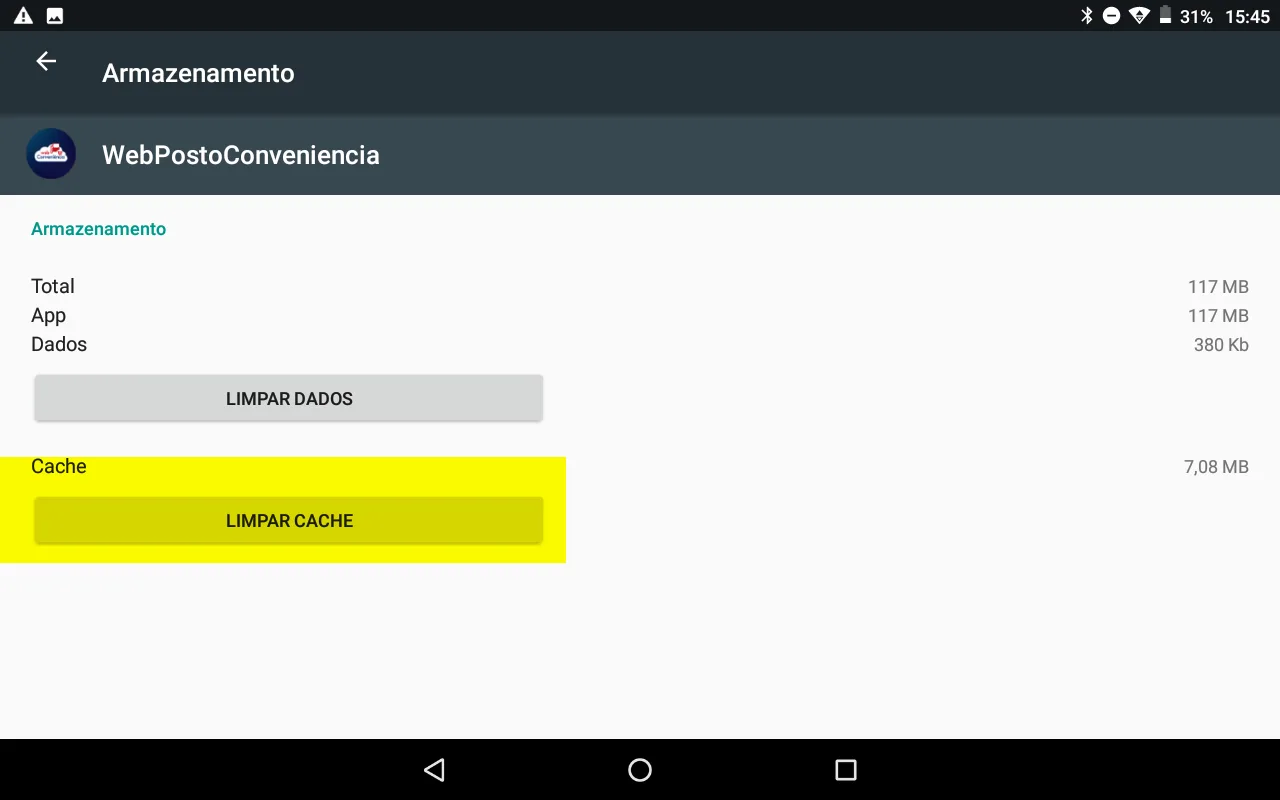 31% 15:45
Armazenamento
WebPostoConveniencia
Armazenamento
Total 117 MB
App 117 MB
Dados 380 Kb
LIMPAR DADOS
Cache 7,08 MB
LIMPAR CACHE